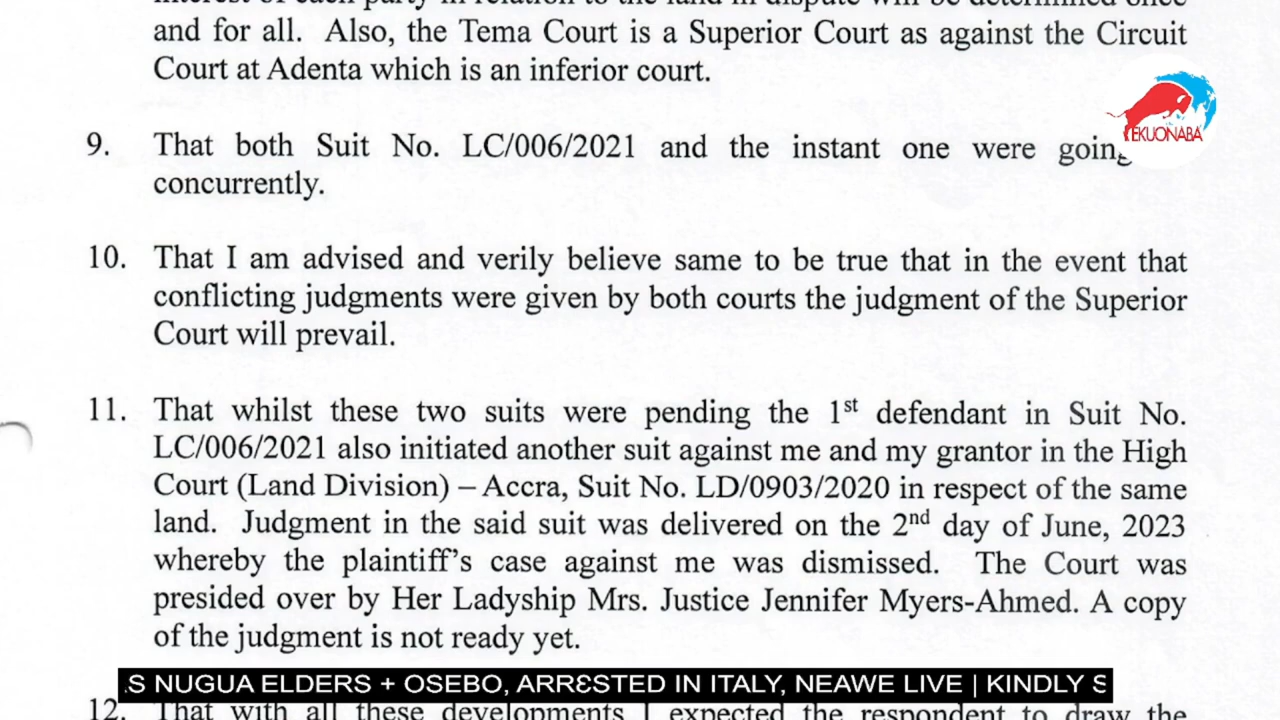 interest of each party in relation to the land in dispute will be determined once
and for all. Also, the Tema Court is a Superior Court as against the Circuit
Court at Adenta which is an inferior court.
EKUONABA
9. That both Suit No. LC/006/2021 and the instant one were going
concurrently.
10. That I am advised and verily believe same to be true that in the event that
conflicting judgments were given by both courts the judgment of the Superior
Court will prevail.
11. That whilst these two suits were pending the 1st defendant in Suit No.
LC/006/2021 also initiated another suit against me and my grantor in the High
Court (Land Division) – Accra, Suit No. LD/0903/2020 in respect of the same
land. Judgment in the said suit was delivered on the 2nd day of June, 2023
whereby the plaintiff's case against me was dismissed. The Court was
presided over by Her Ladyship Mrs. Justice Jennifer Myers-Ahmed. A copy
of the judgment is not ready yet.
.S NUGUA ELDERS + OSEBO, ARRƐSTED IN ITALY, NEAWE LIVE | KINDLY S
12. That with all these developments I expected the respondent to draw the